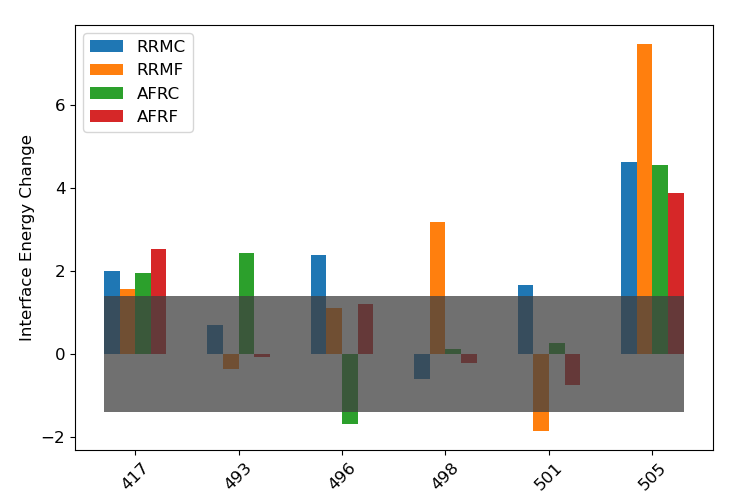 RRMC
RRMF
AFRC
AFRF
Interface Energy Change
6
4
2
0
−2
417
493
496
498
501
505